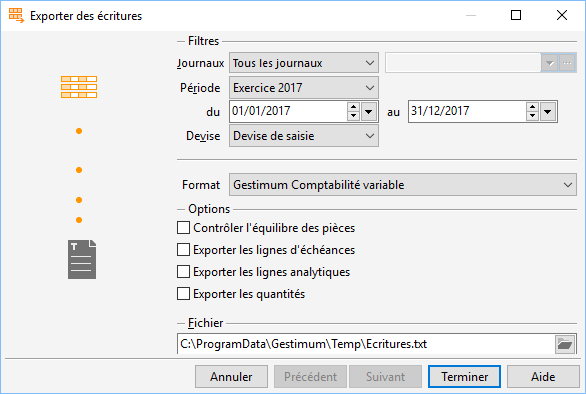 Exporter des écritures
Filtres
Journaux Tous les journaux ...
Période Exercice 2017
du 01/01/2017 au 31/12/2017
Devise Devise de saisie
Format Gestimum Comptabilité variable
Options
Contrôler l'équilibre des pièces
Exporter les lignes d'échéances
Exporter les lignes analytiques
Exporter les quantités
Fichier
C:\ProgramData\Gestimum\Temp\Ecritures.txt
T
Annuler Précédent Suivant Terminer Aide